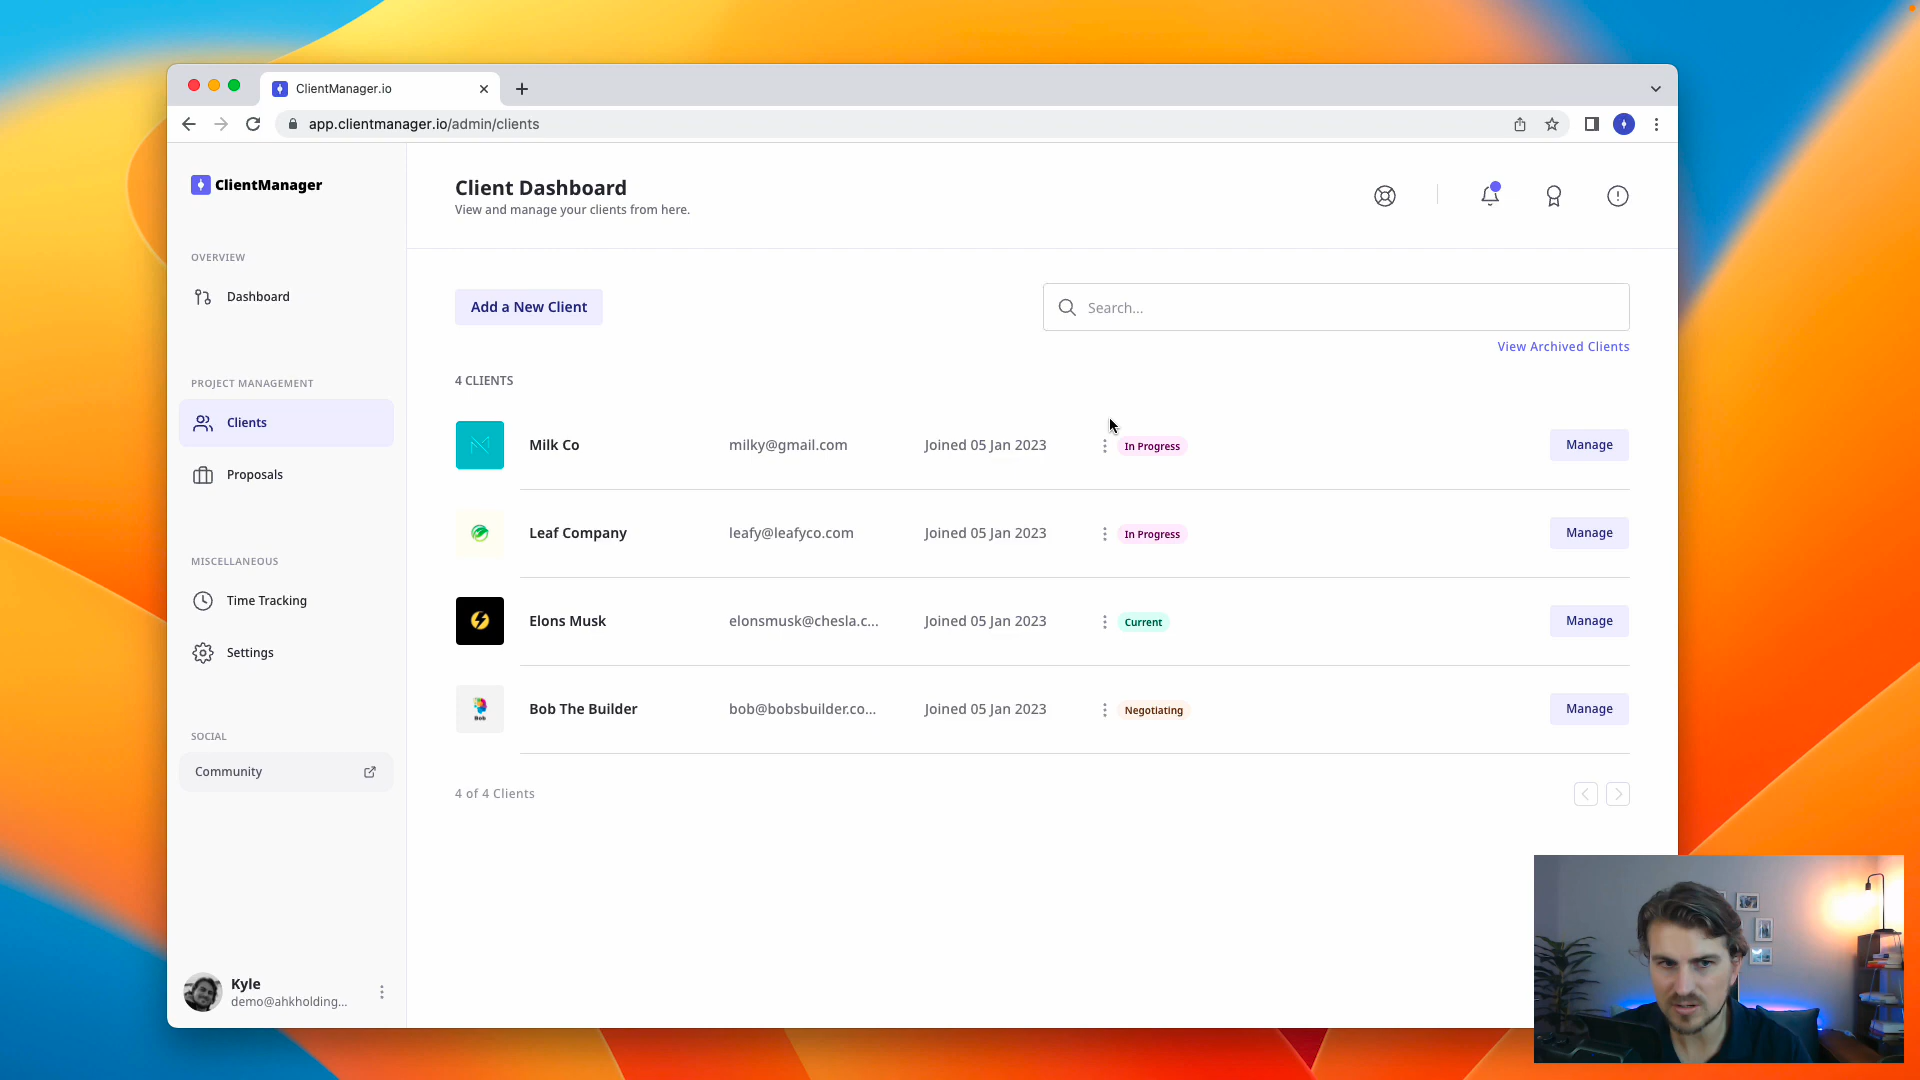 ClientManager.io
app.clientmanager.io/admin/clients
ClientManager
OVERVIEW
Dashboard
PROJECT MANAGEMENT
Clients
Proposals
MISCELLANEOUS
Time Tracking
Settings
SOCIAL
Community
Kyle
demo@ahkholding...
Client Dashboard
View and manage your clients from here.
Add a New Client
Search...
View Archived Clients
4 CLIENTS
Milk Co milky@gmail.com Joined 05 Jan 2023 In Progress Manage
Leaf Company leafy@leafyco.com Joined 05 Jan 2023 In Progress Manage
Elons Musk elonsmusk@chesla.c... Joined 05 Jan 2023 Current Manage
Bob
Bob The Builder bob@bobsbuilder.co... Joined 05 Jan 2023 Negotiating Manage
4 of 4 Clients